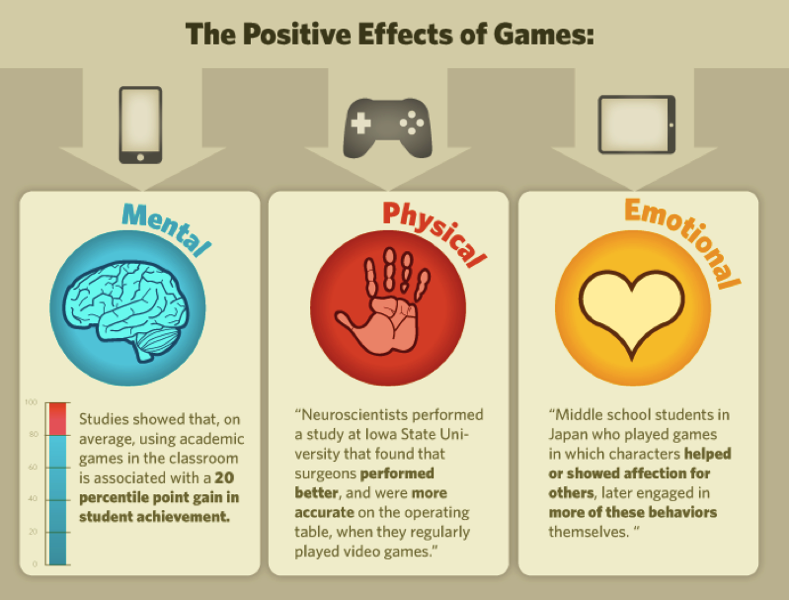 The Positive Effects of Games:
Mental
Physical
Emotional
100
80
60
40
20
0
Studies showed that, on
average, using academic
games in the classroom
is associated with a 20
percentile point gain in
student achievement.
“Neuroscientists performed
a study at Iowa State Uni-
versity that found that
surgeons performed
better, and were more
accurate on the operating
table, when they regularly
played video games.”
“Middle school students in
Japan who played games
in which characters helped
or showed affection for
others, later engaged in
more of these behaviors
themselves. “